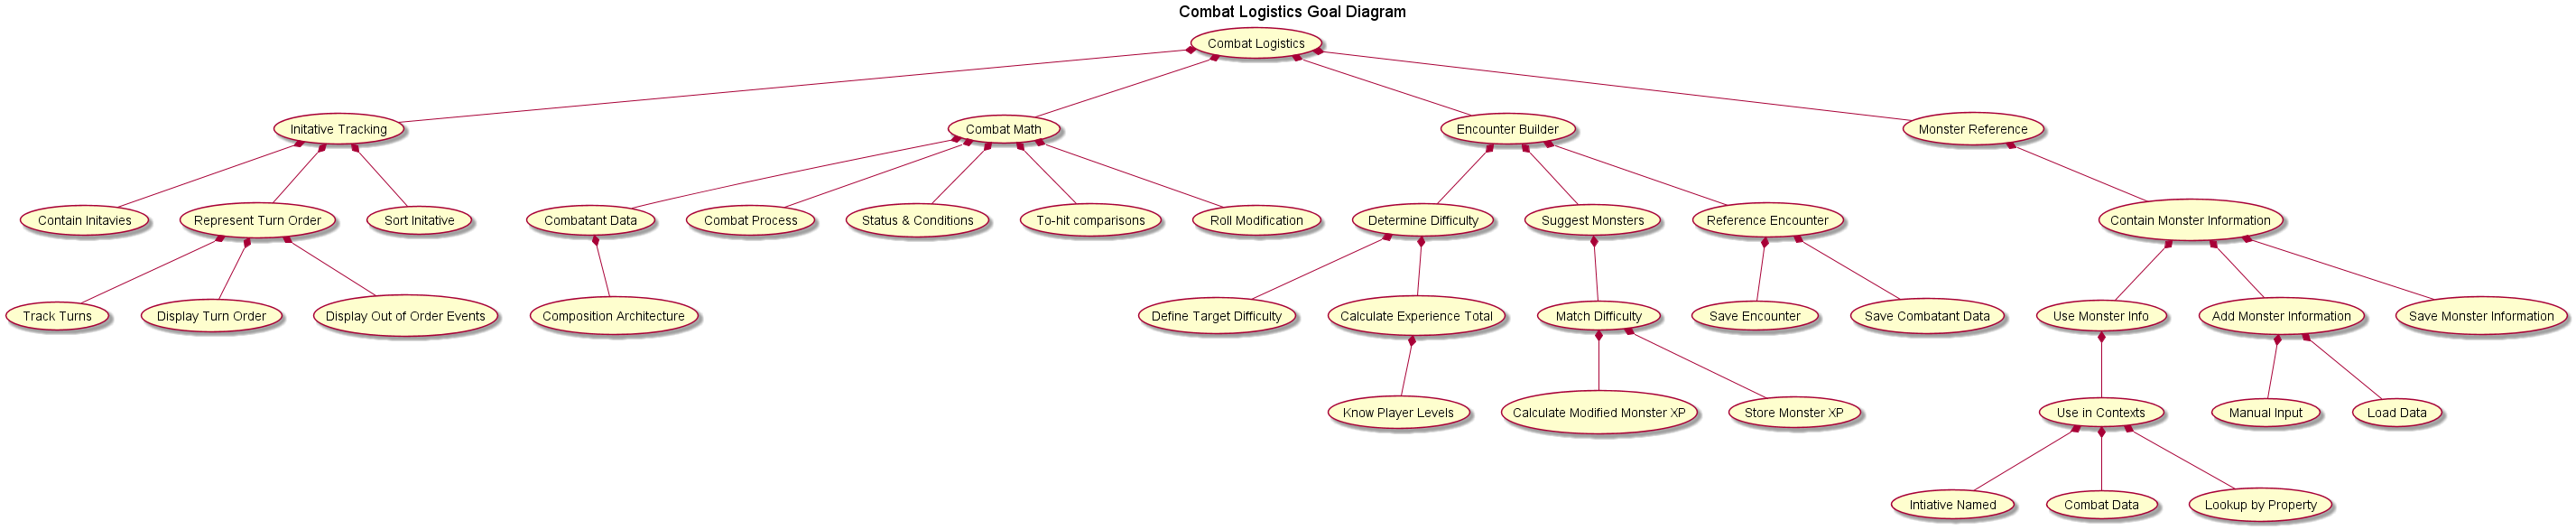 Combat Logistics Goal Diagram
Combat Logistics
Initative Tracking
Combat Math
Encounter Builder
Monster Reference
Contain Initavies
Represent Turn Order
Sort Initative
Combatant Data
Combat Process
Status & Conditions
To-hit comparisons
Roll Modification
Determine Difficulty
Suggest Monsters
Reference Encounter
Contain Monster Information
Track Turns
Display Turn Order
Display Out of Order Events
Composition Architecture
Define Target Difficulty
Calculate Experience Total
Match Difficulty
Save Encounter
Save Combatant Data
Use Monster Info
Add Monster Information
Save Monster Information
Know Player Levels
Calculate Modified Monster XP
Store Monster XP
Use in Contexts
Manual Input
Load Data
Intiative Named
Combat Data
Lookup by Property